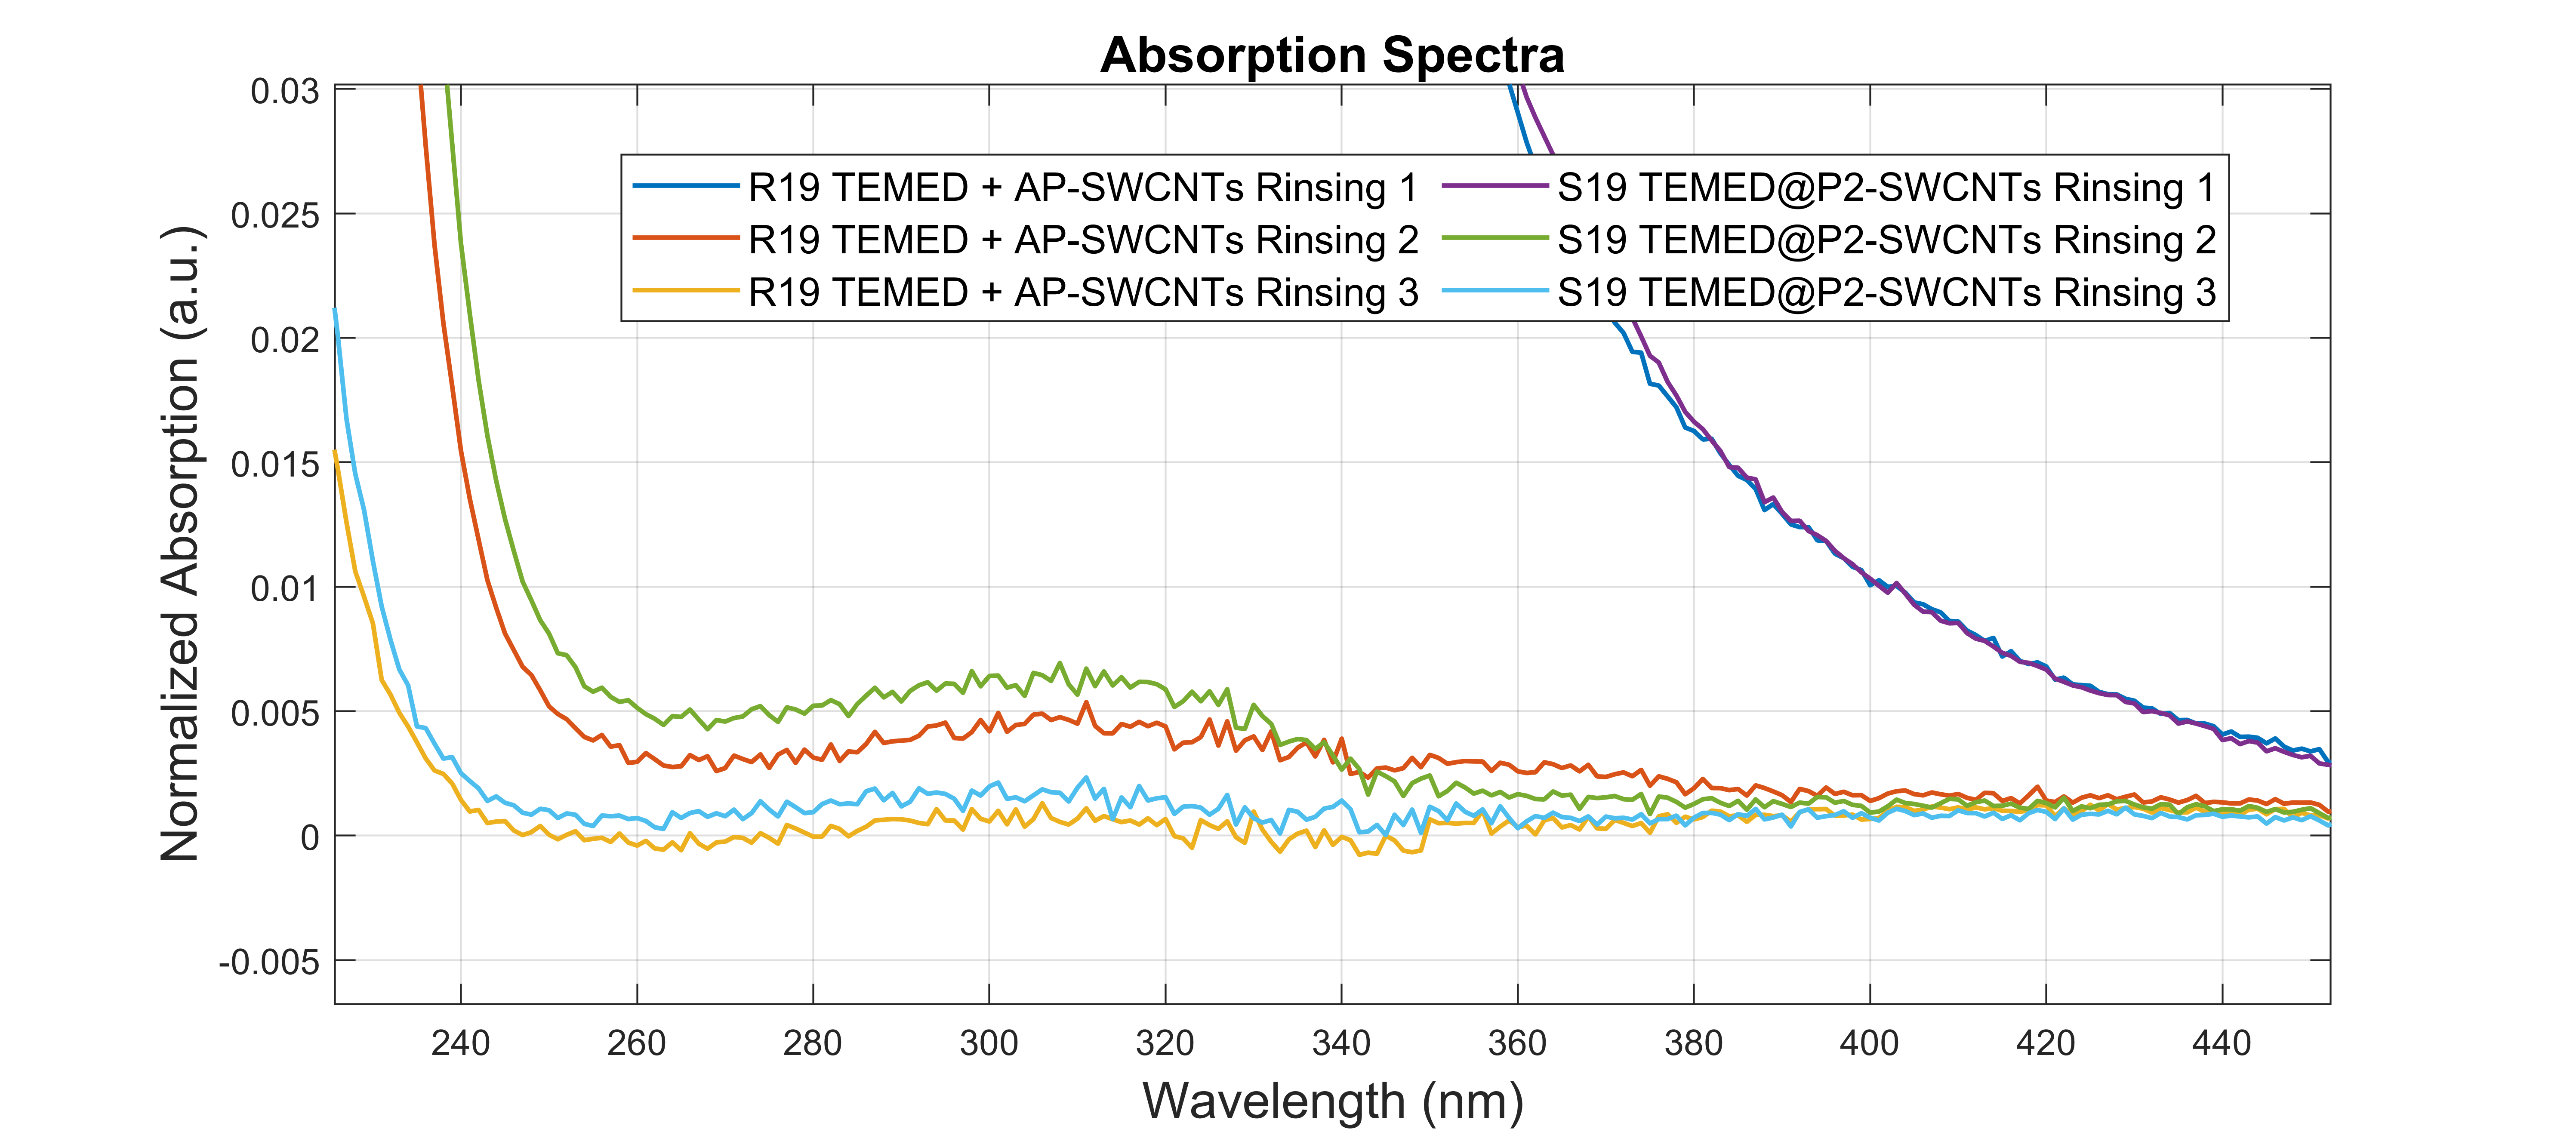 Absorption Spectra
Normalized Absorption (a.u.)
0.03
0.025
0.02
0.015
0.01
0.005
0
-0.005
R19 TEMED + AP-SWCNTs Rinsing 1
R19 TEMED + AP-SWCNTs Rinsing 2
R19 TEMED + AP-SWCNTs Rinsing 3
S19 TEMED@P2-SWCNTs Rinsing 1
S19 TEMED@P2-SWCNTs Rinsing 2
S19 TEMED@P2-SWCNTs Rinsing 3
240 260 280 300 320 340 360 380 400 420 440
Wavelength (nm)